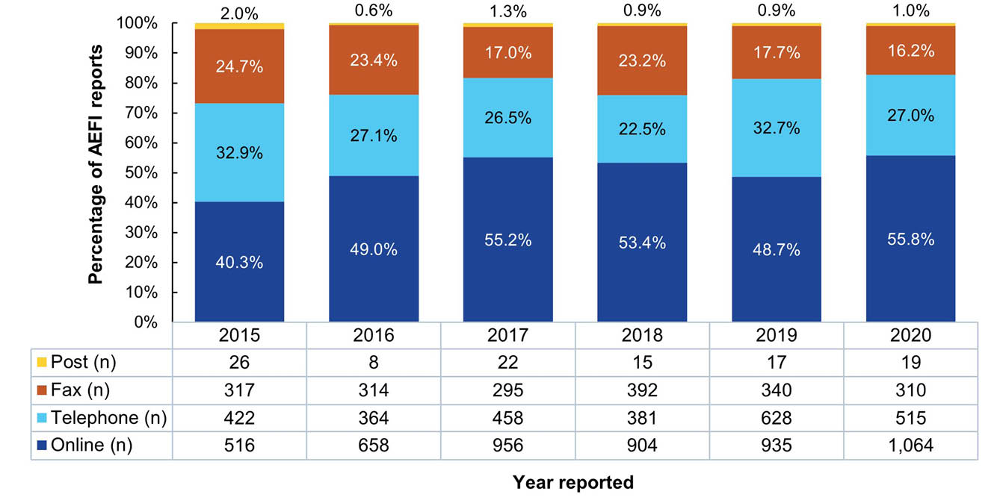 2.0% 0.6% 1.3% 0.9% 0.9% 1.0%
Percentage of AEFI reports
100%
90%
80%
70%
60%
50%
40%
30%
20%
10%
0%
24.7% 23.4% 17.0% 23.2% 17.7% 16.2%
32.9% 27.1% 26.5% 22.5% 32.7% 27.0%
40.3% 49.0% 55.2% 53.4% 48.7% 55.8%
2015 2016 2017 2018 2019 2020
Post (n) 26 8 22 15 17 19
Fax (n) 317 314 295 392 340 310
Telephone (n) 422 364 458 381 628 515
Online (n) 516 658 956 904 935 1,064
Year reported